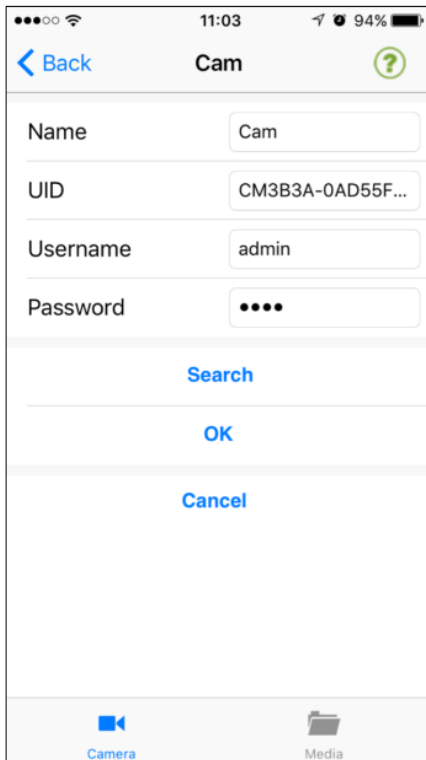 11:03 94%
Back Cam ?
Name Cam
UID CM3B3A-0AD55F...
Username admin
Password ••••
Search
OK
Cancel
Camera Media